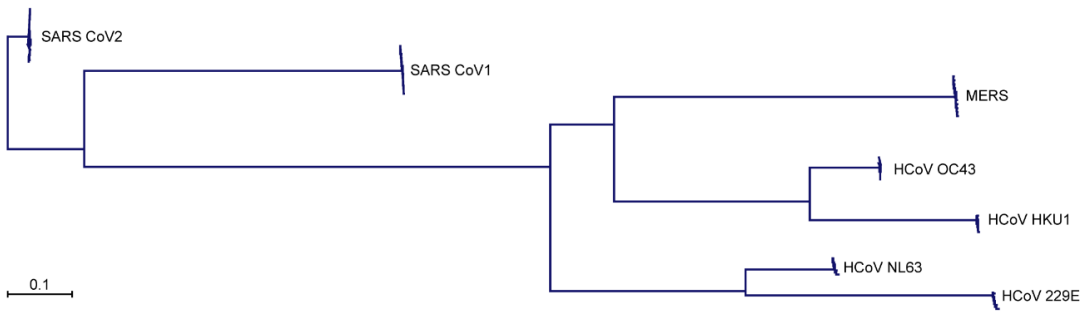 SARS CoV2
SARS CoV1
MERS
HCoV OC43
HCoV HKU1
HCoV NL63
0.1
HCoV 229E